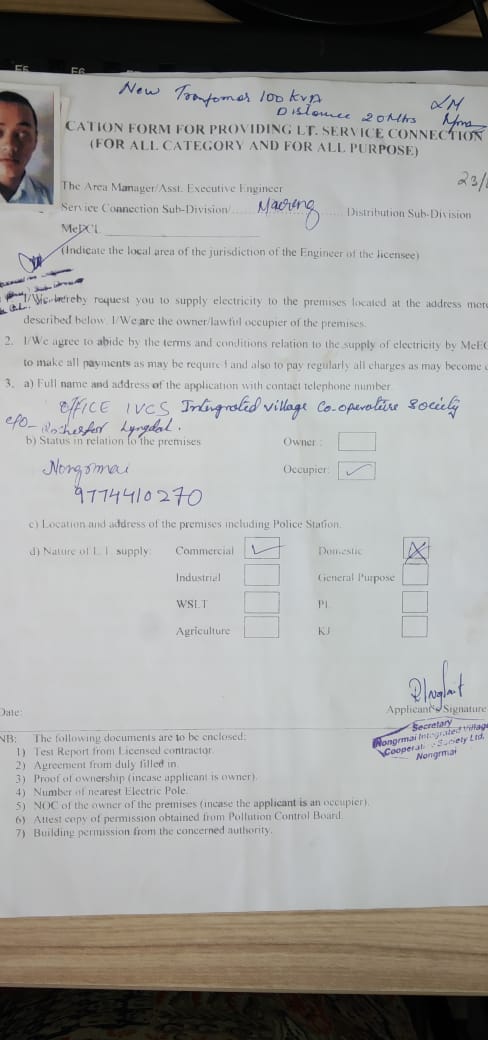 New Tranfomar 100 KVA
Distance 20 Mtrs
CATION FORM FOR PROVIDING LT. SERVICE CONNECTION
(FOR ALL CATEGORY AND FOR ALL PURPOSE)
23/
The Area Manager/Asst. Executive Engineer
Service Connection Sub-Division/ Mawreng Distribution Sub-Division
MePCL
(Indicate the local area of the jurisdiction of the Engineer of the licensee)
I/We hereby request you to supply electricity to the premises located at the address more
described below. I/We are the owner/lawful occupier of the premises.
2. I/We agree to abide by the terms and conditions relation to the supply of electricity by MeEC
to make all payments as may be required and also to pay regularly all charges as may become
3. a) Full name and address of the application with contact telephone number
OFFICE IVCS Intergrated village Co-operative Society
C/O- Lyngdoh.
b) Status in relation to the premises Owner :
Occupier:
Nongrmai
9774410270
c) Location and address of the premises including Police Station.
d) Nature of L.T. supply: Commercial Domestic
Industrial General Purpose
WSLT PL
Agriculture KJ
Applicant's Signature
Date:
Secretary
Nongrmai Integrated Village
Cooperati Society Ltd.
Nongrmai
NB: The following documents are to be enclosed:
1) Test Report from Licensed contractor.
2) Agreement from duly filled in.
3) Proof of ownership (incase applicant is owner).
4) Number of nearest Electric Pole.
5) NOC of the owner of the premises (incase the applicant is an occupier).
6) Attest copy of permission obtained from Pollution Control Board.
7) Building permission from the concerned authority.